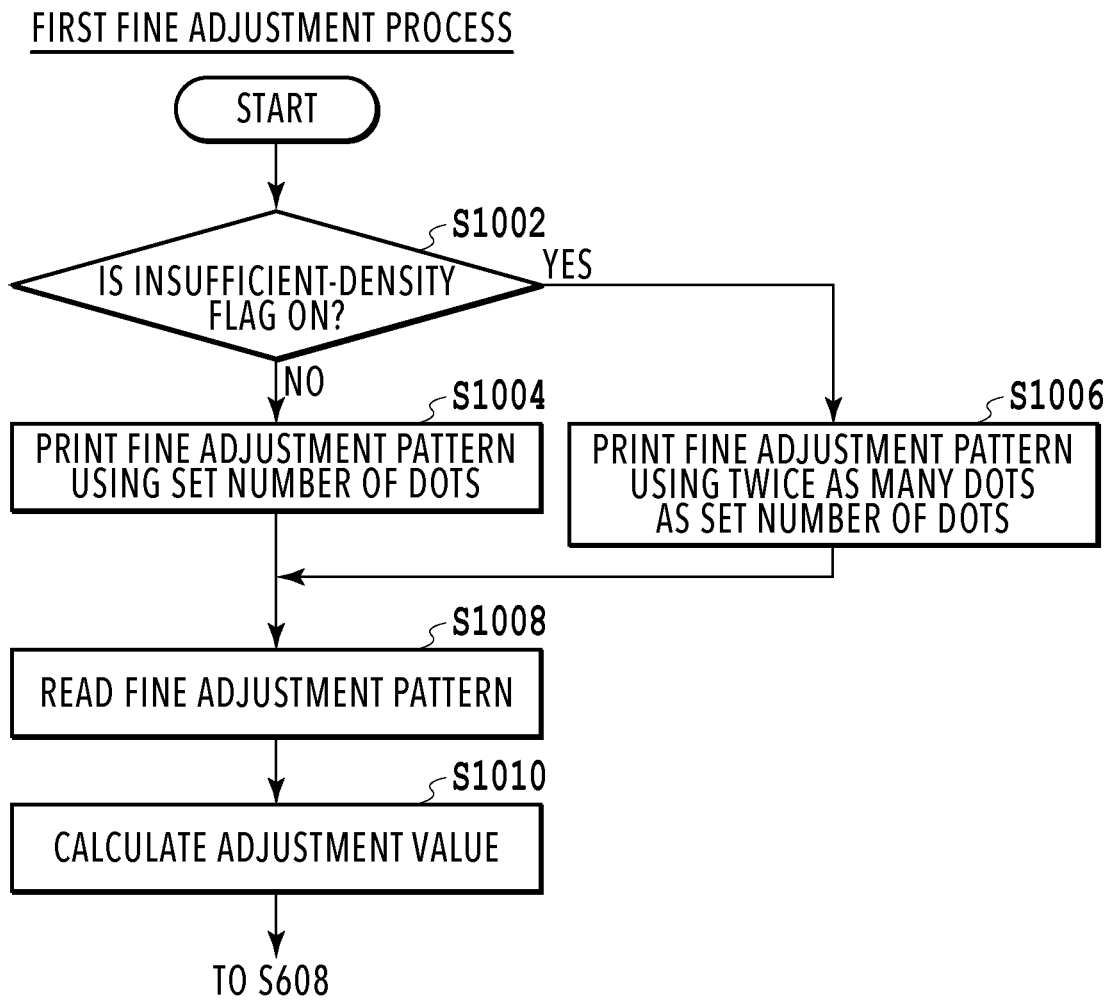 FIRST FINE ADJUSTMENT PROCESS
START
S1002
IS INSUFFICIENT-DENSITY
FLAG ON?
YES
NO
S1004
PRINT FINE ADJUSTMENT PATTERN
USING SET NUMBER OF DOTS
S1006
PRINT FINE ADJUSTMENT PATTERN
USING TWICE AS MANY DOTS
AS SET NUMBER OF DOTS
S1008
READ FINE ADJUSTMENT PATTERN
S1010
CALCULATE ADJUSTMENT VALUE
TO S608